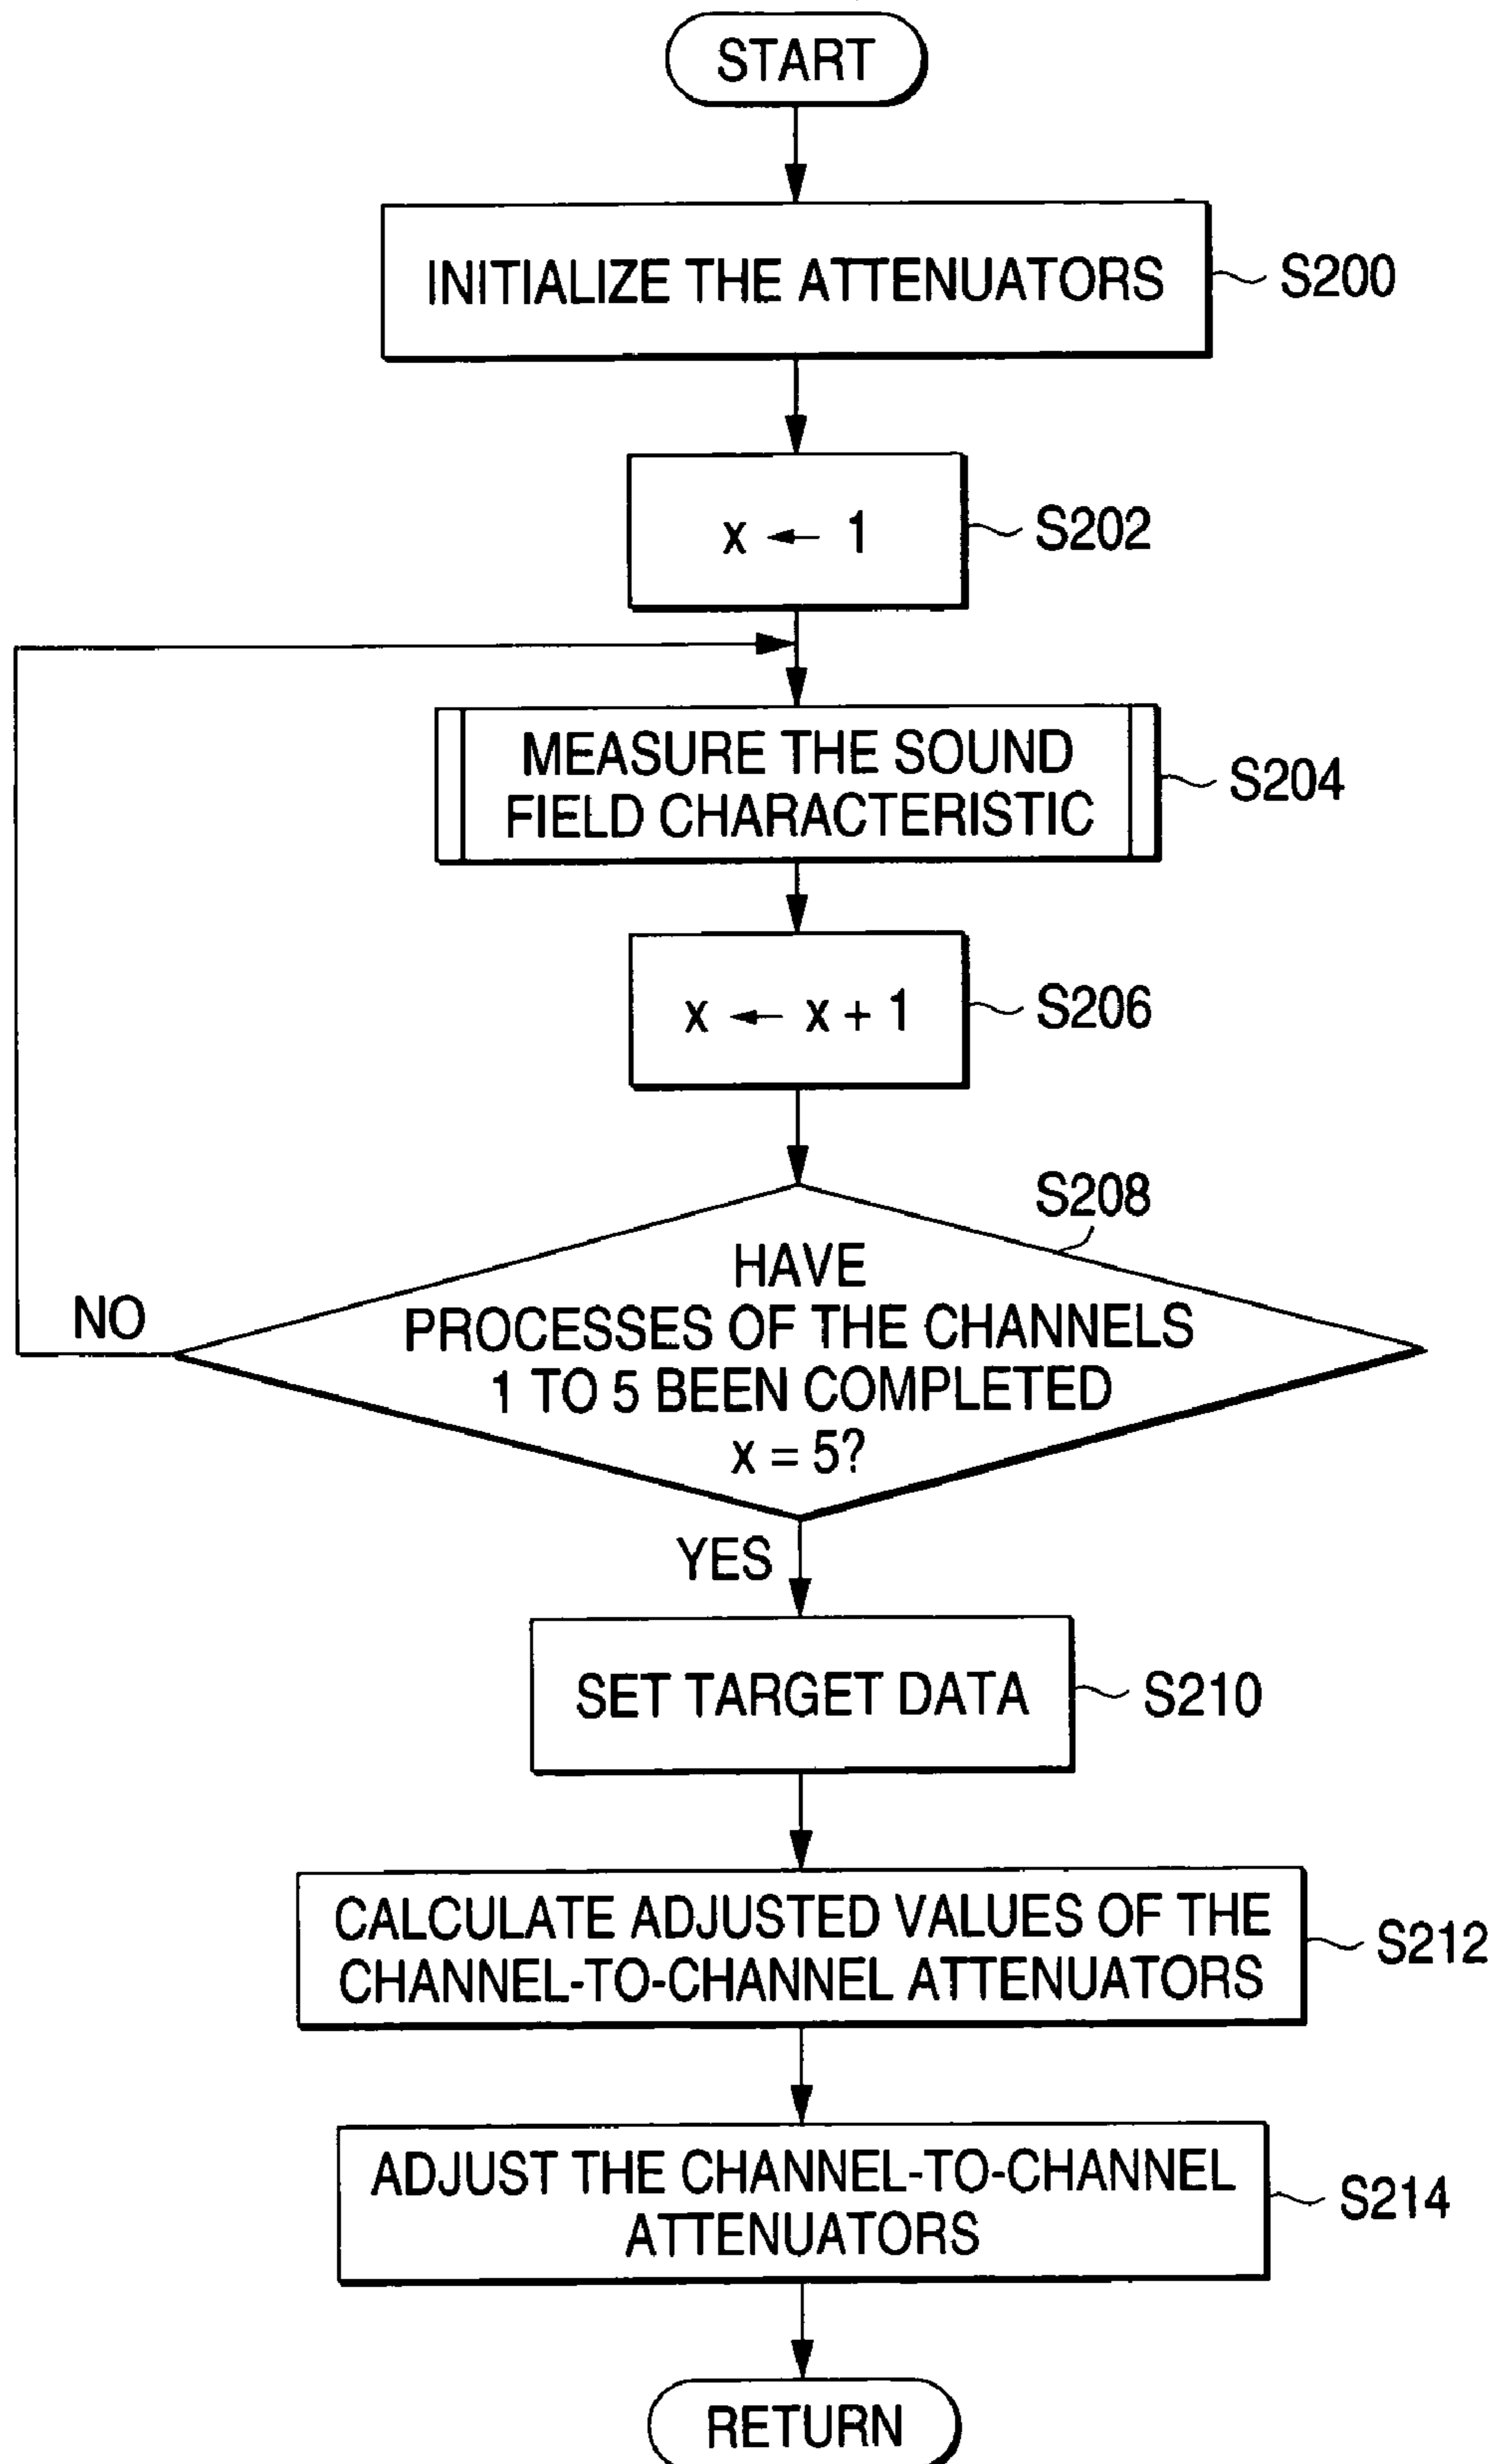 START
INITIALIZE THE ATTENUATORS
S200
x ← 1
S202
MEASURE THE SOUND
FIELD CHARACTERISTIC
S204
x ← x + 1
S206
S208
HAVE
PROCESSES OF THE CHANNELS
1 TO 5 BEEN COMPLETED
x = 5?
NO
YES
SET TARGET DATA
S210
CALCULATE ADJUSTED VALUES OF THE
CHANNEL-TO-CHANNEL ATTENUATORS
S212
ADJUST THE CHANNEL-TO-CHANNEL
ATTENUATORS
S214
RETURN